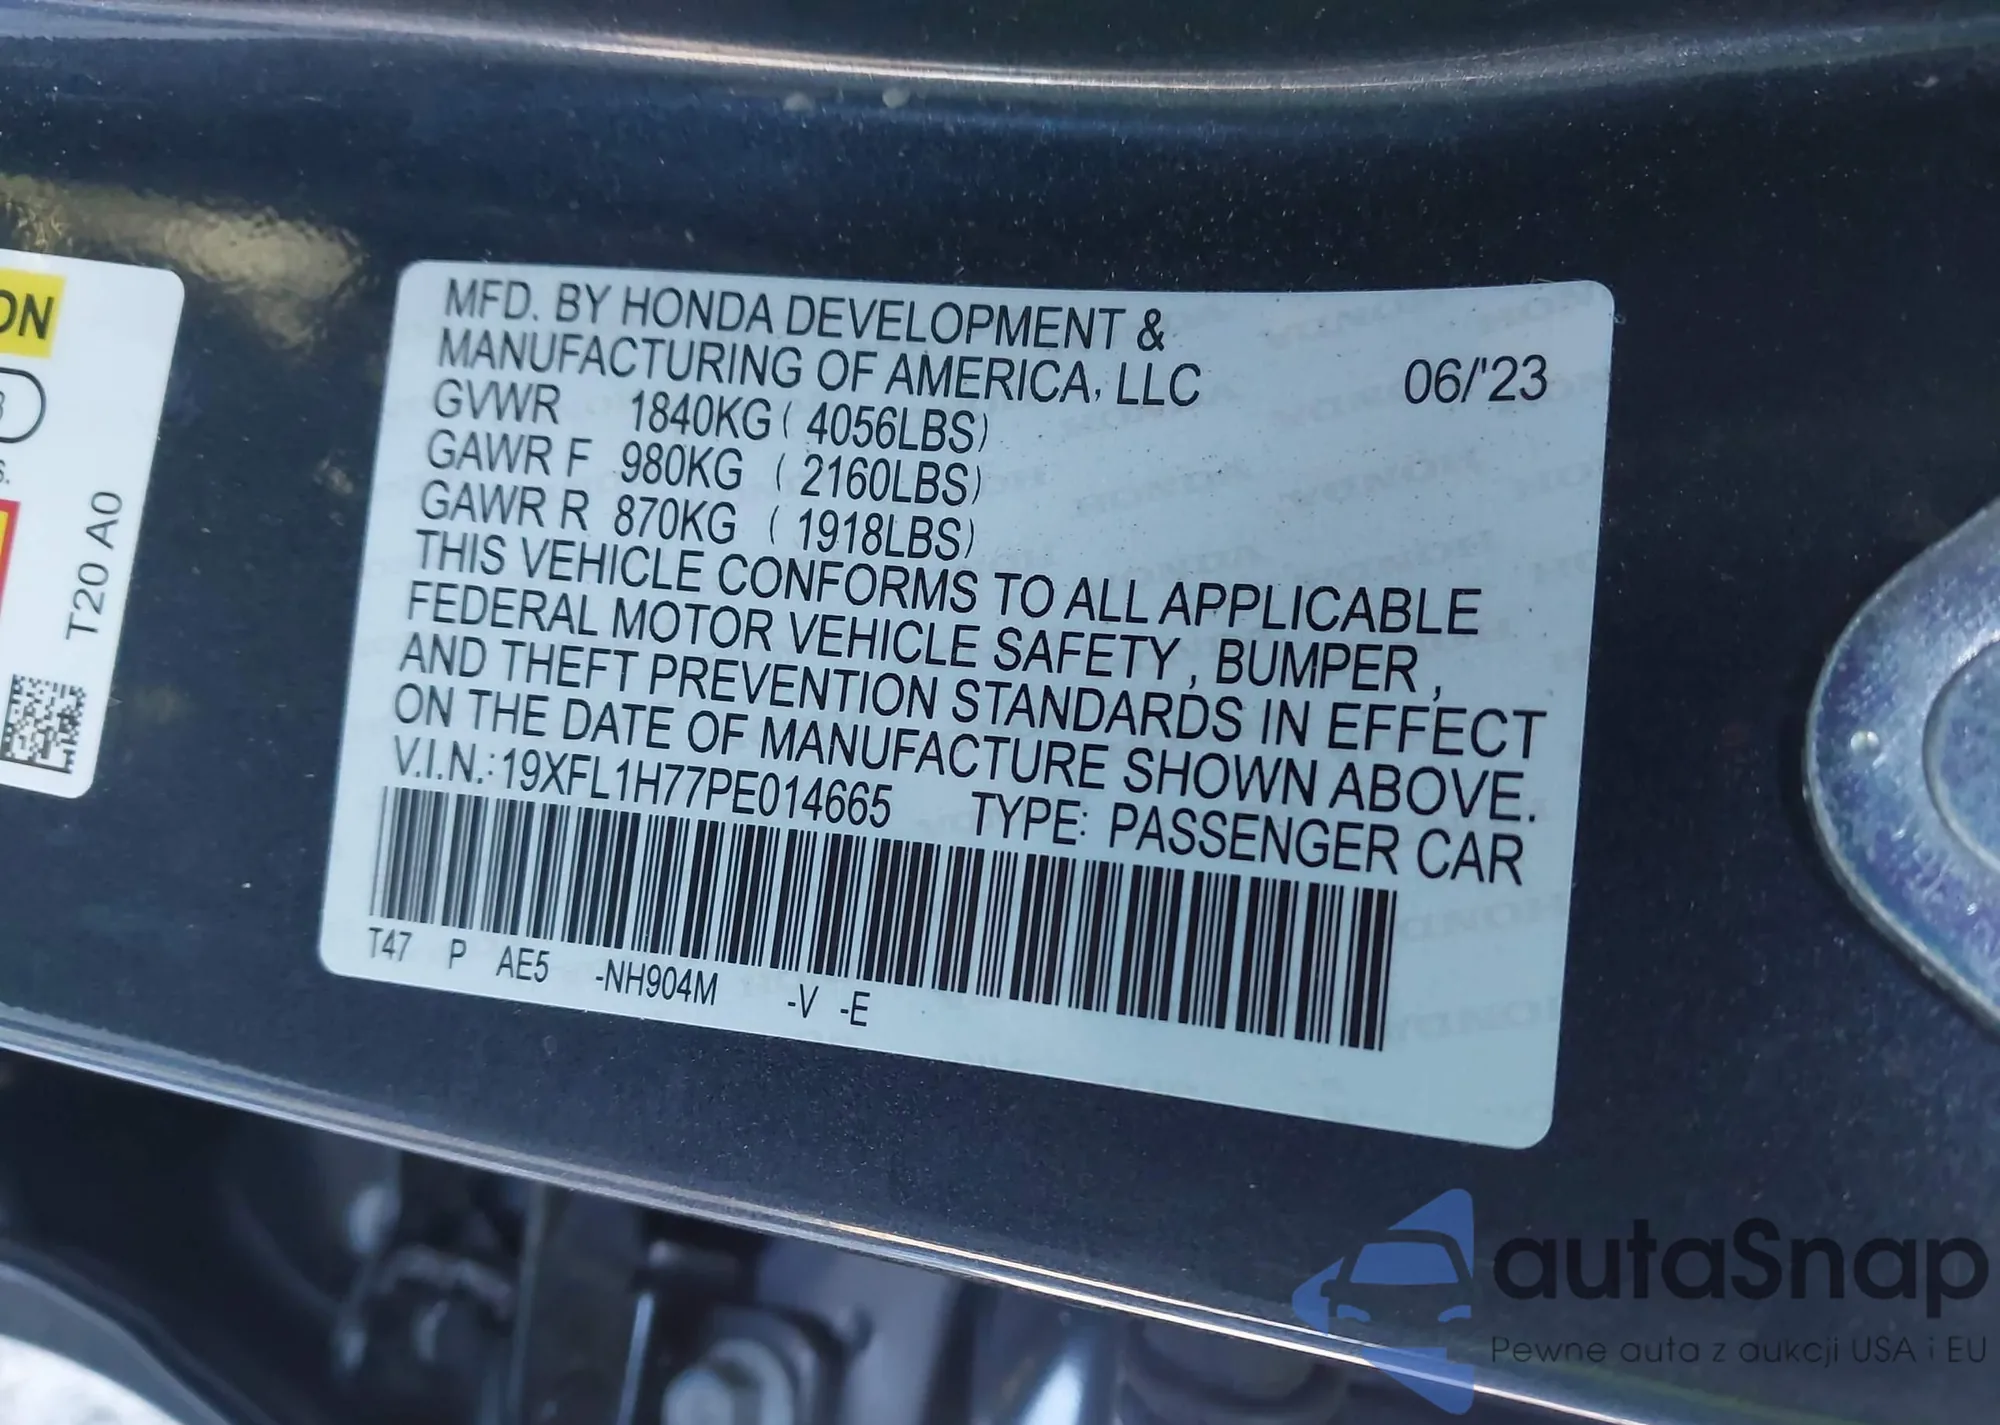 ON
T20 A0
MFD. BY HONDA DEVELOPMENT &
MANUFACTURING OF AMERICA, LLC 06/'23
GVWR 1840KG ( 4056LBS)
GAWR F 980KG ( 2160LBS)
GAWR R 870KG ( 1918LBS)
THIS VEHICLE CONFORMS TO ALL APPLICABLE
FEDERAL MOTOR VEHICLE SAFETY , BUMPER ,
AND THEFT PREVENTION STANDARDS IN EFFECT
ON THE DATE OF MANUFACTURE SHOWN ABOVE.
V.I.N.: 19XFL1H77PE014665 TYPE: PASSENGER CAR
T47 P AE5 -NH904M -V -E
autaSnap
Pewne auta z aukcji USA i EU